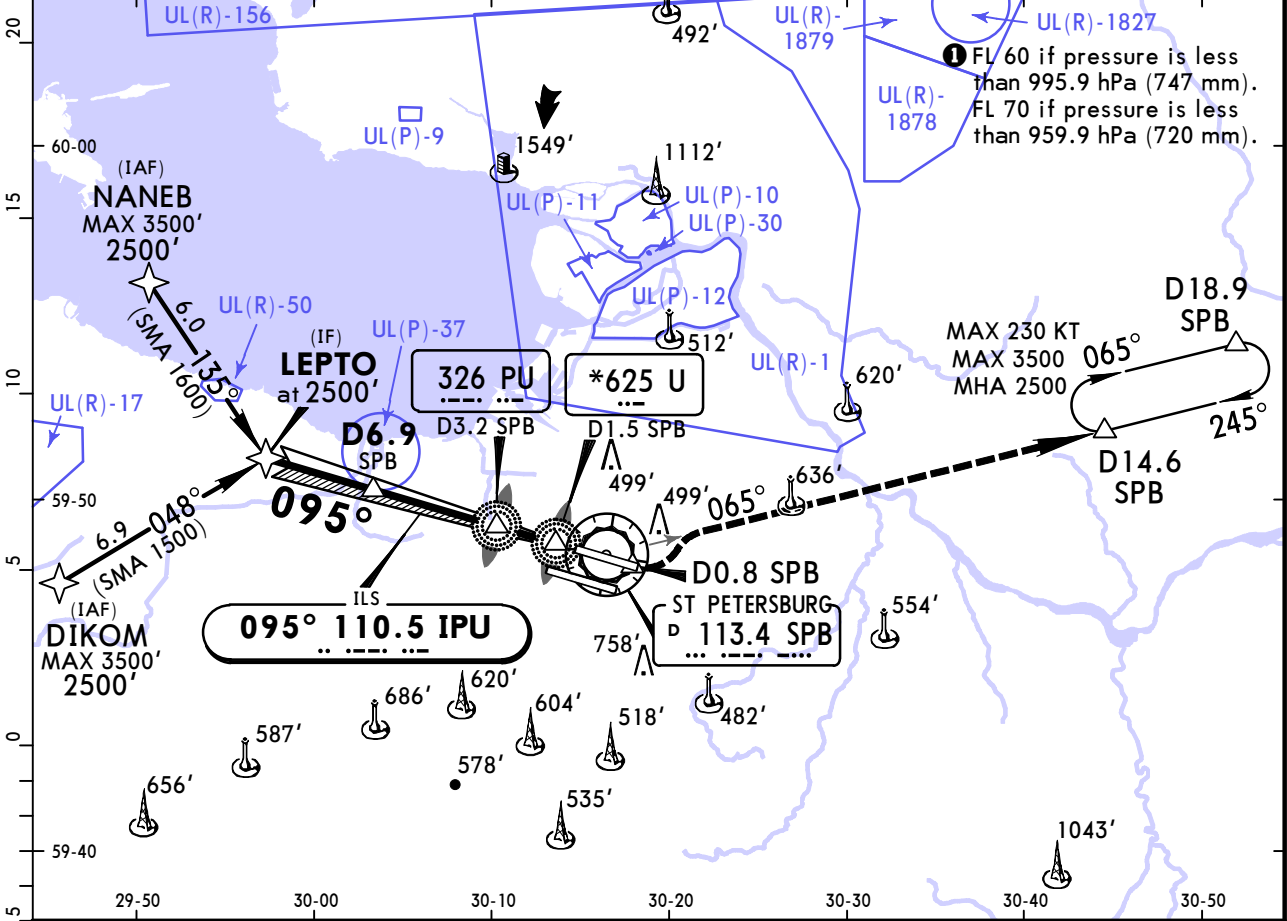 UL(R)-156
492'
UL(R)-
1879
UL(R)-1827
1 FL 60 if pressure is less
than 995.9 hPa (747 mm).
FL 70 if pressure is less
than 959.9 hPa (720 mm).
UL(R)-
1878
20
UL(P)-9
1549'
1112'
60-00
(IAF)
NANEB
MAX 3500'
2500'
15
UL(P)-11
UL(P)-10
UL(P)-30
6.0
135°
(SMA 1600)
UL(R)-50
UL(P)-37
UL(P)-12
512'
D18.9
SPB
(IF)
LEPTO
at 2500'
326 PU
D3.2 SPB
*625 U
D1.5 SPB
UL(R)-1
620'
MAX 230 KT
MAX 3500
MHA 2500
065°
245°
10
UL(R)-17
D6.9
SPB
D14.6
SPB
499'
499'
636'
065°
59-50
095°
6.9
048°
(SMA 1500)
5
(IAF)
DIKOM
MAX 3500'
2500'
ILS
095° 110.5 IPU
D0.8 SPB
ST PETERSBURG
D 113.4 SPB
554'
758'
620'
686'
604'
518'
482'
587'
0
578'
656'
535'
1043'
59-40
5
29-50
30-00
30-10
30-20
30-30
30-40
30-50